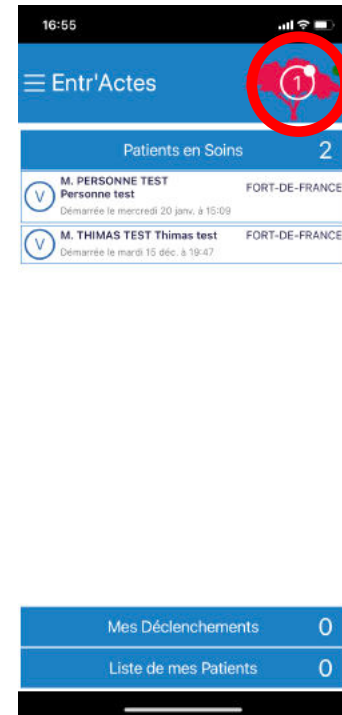 16:55
Entr'Actes
1
Patients en Soins 2
V
M. PERSONNE TEST FORT-DE-FRANCE
Personne test
Démarrée le mercredi 20 janv. à 15:09
V
M. THIMAS TEST Thimas test FORT-DE-FRANCE
Démarrée le mardi 15 déc. à 19:47
Mes Déclenchements 0
Liste de mes Patients 0